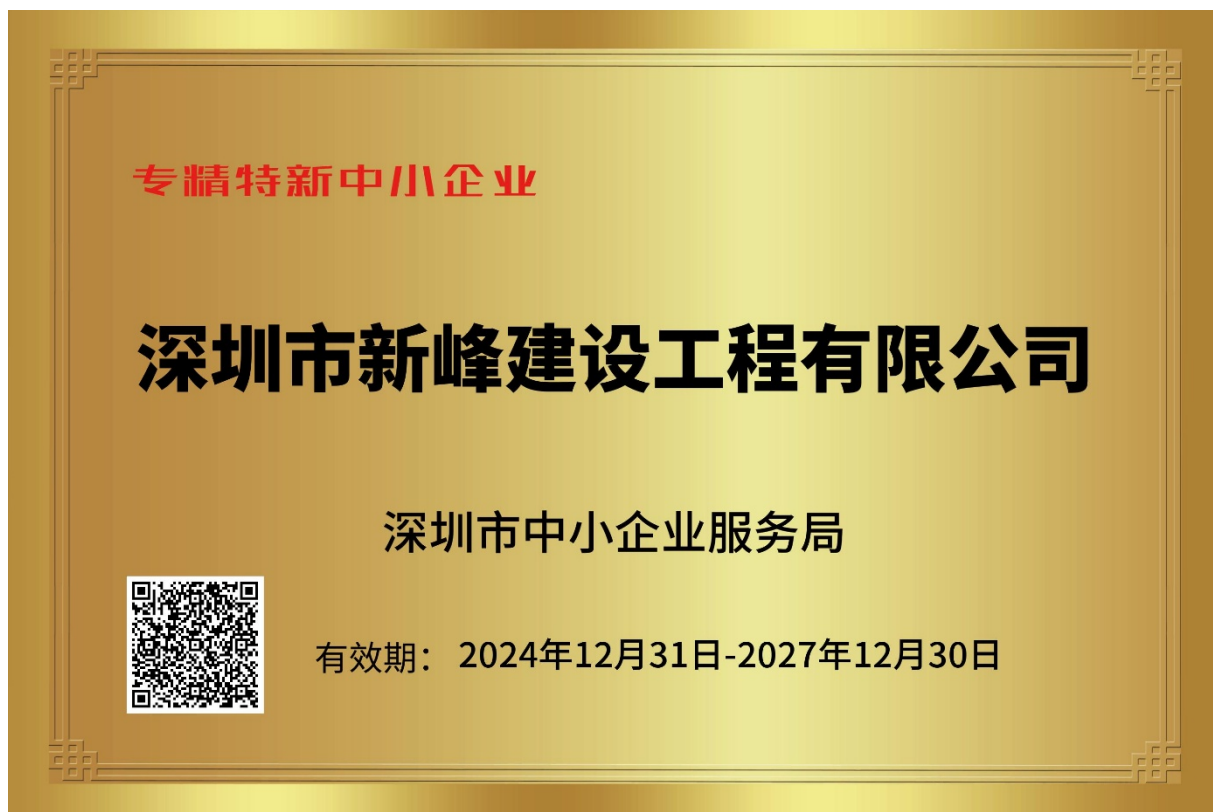 专精特新中小企业
深圳市新峰建设工程有限公司
深圳市中小企业服务局
有效期： 2024年12月31日-2027年12月30日